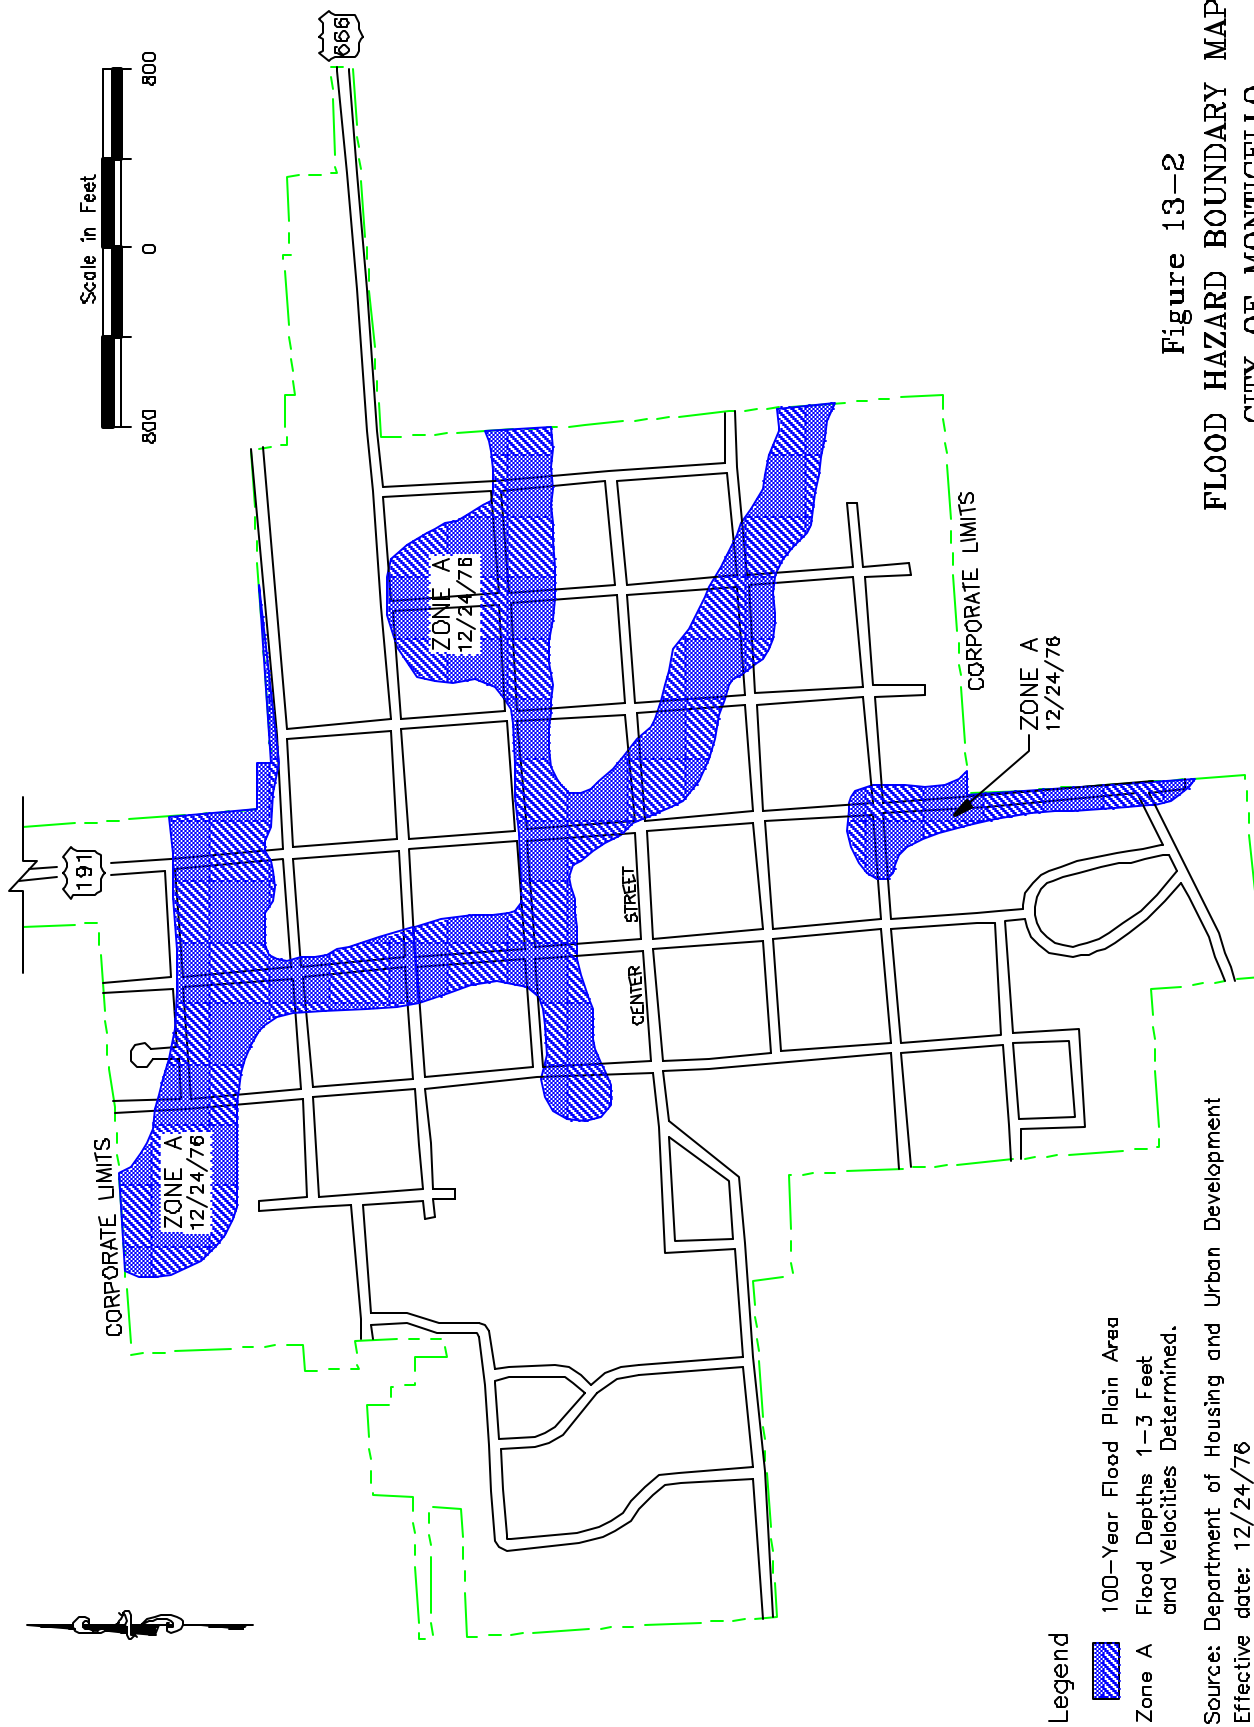 Scale in Feet
800
0
800
666
191
CORPORATE LIMITS
ZONE A
12/24/76
ZONE A
12/24/76
CENTER STREET
CORPORATE LIMITS
ZONE A
12/24/76
Legend
100-Year Flood Plain Area
Zone A Flood Depths 1-3 Feet
and Velocities Determined.
Source: Department of Housing and Urban Development
Effective date: 12/24/76
Figure 13-2
FLOOD HAZARD BOUNDARY MAP
CITY OF MONTICELLO